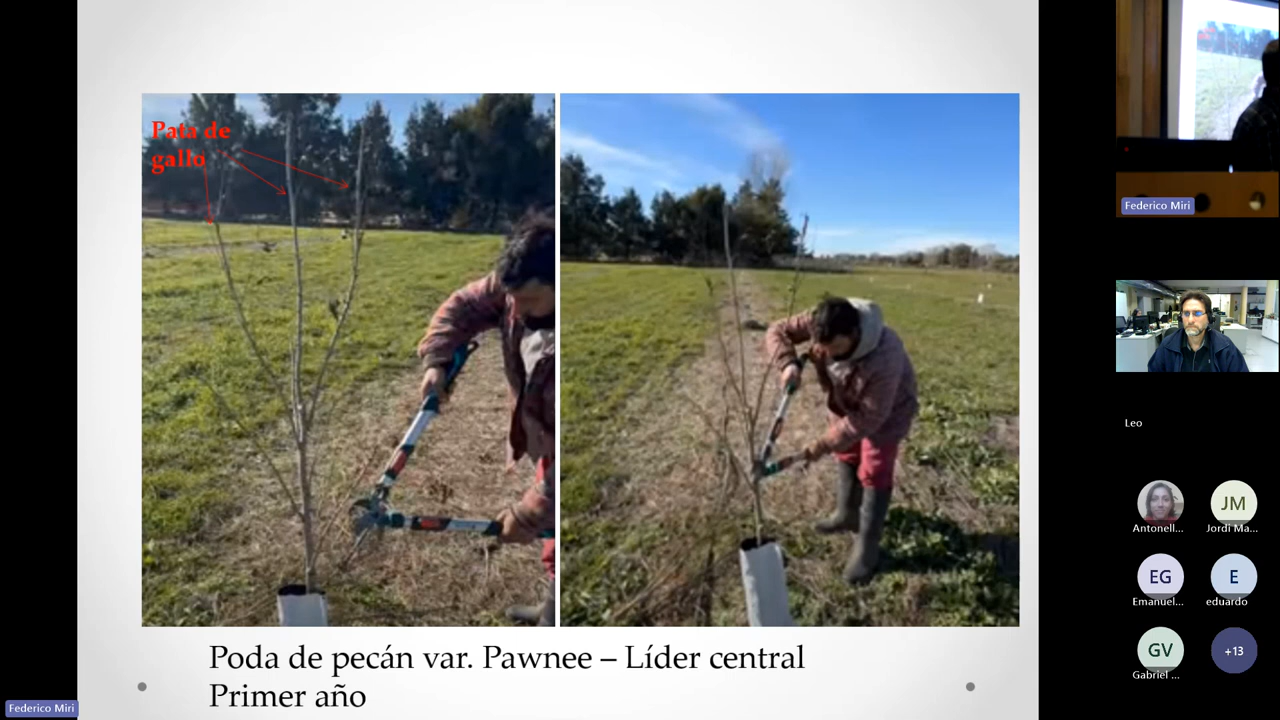 Pata de
gallo
Poda de pecán var. Pawnee – Líder central
Primer año
Federico Miri
Federico Miri
Leo
Antonell...
Jordi Ma...
JM
EG
E
Emanuel...
eduardo
GV
+13
Gabriel ...